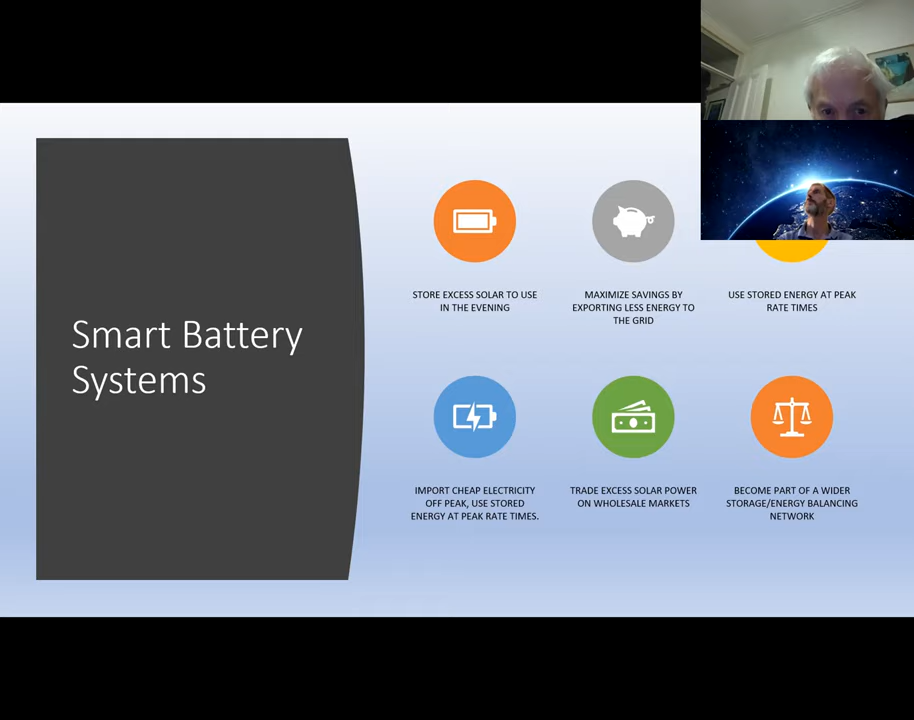 Smart Battery
Systems
STORE EXCESS SOLAR TO USE
IN THE EVENING
MAXIMIZE SAVINGS BY
EXPORTING LESS ENERGY TO
THE GRID
USE STORED ENERGY AT PEAK
RATE TIMES
IMPORT CHEAP ELECTRICITY
OFF PEAK, USE STORED
ENERGY AT PEAK RATE TIMES.
TRADE EXCESS SOLAR POWER
ON WHOLESALE MARKETS
BECOME PART OF A WIDER
STORAGE/ENERGY BALANCING
NETWORK